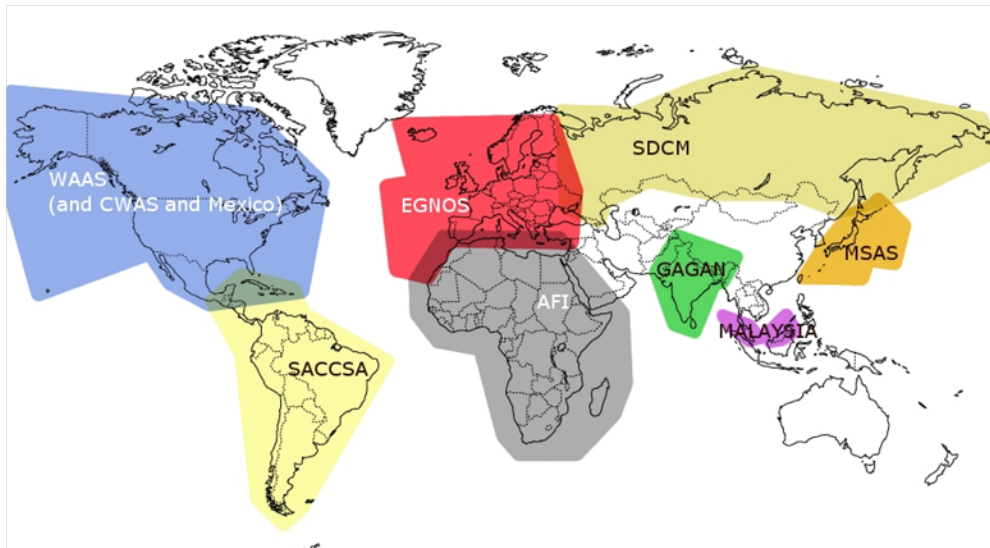 SDCM
WAAS
(and CWAS and Mexico)
EGNOS
MSAS
GAGAN
AFI
MALAYSIA
SACCSA